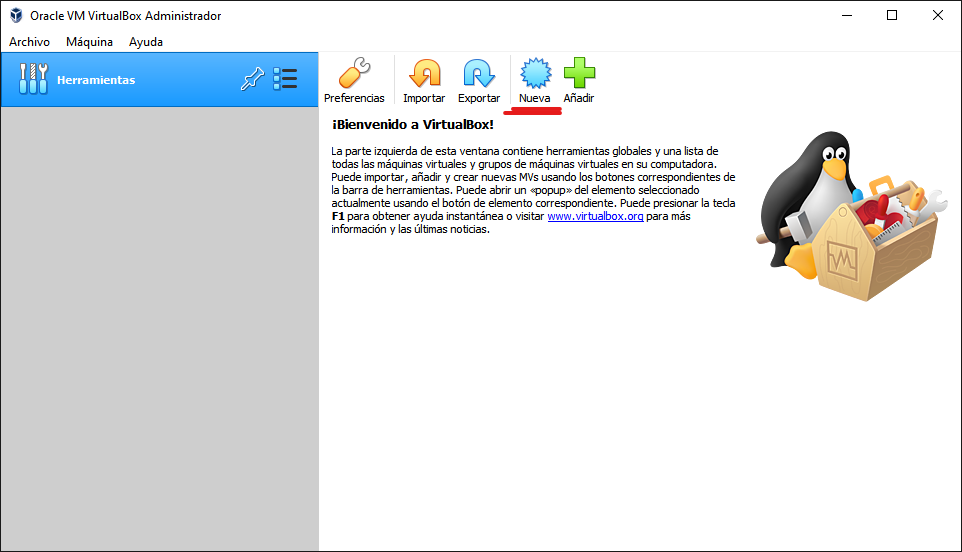 Oracle VM VirtualBox Administrador
Archivo Máquina Ayuda
Herramientas
Preferencias Importar Exportar Nueva Añadir
¡Bienvenido a VirtualBox!
La parte izquierda de esta ventana contiene herramientas globales y una lista de
todas las máquinas virtuales y grupos de máquinas virtuales en su computadora.
Puede importar, añadir y crear nuevas MVs usando los botones correspondientes de
la barra de herramientas. Puede abrir un «popup» del elemento seleccionado
actualmente usando el botón de elemento correspondiente. Puede presionar la tecla
F1 para obtener ayuda instantánea o visitar www.virtualbox.org para más
información y las últimas noticias.